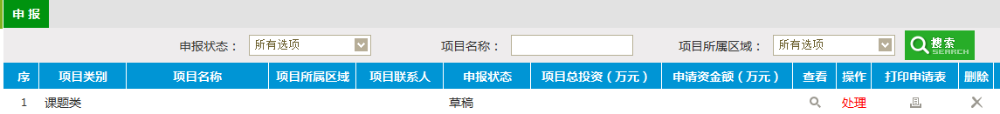 申报
申报状态： 所有选项 项目名称： 项目所属区域： 所有选项 搜索 SEARCH
序 项目类别 项目名称 项目所属区域 项目联系人 申报状态 项目总投资（万元） 申请资金额（万元） 查看 操作 打印申请表 删除
1 课题类 草稿 处理